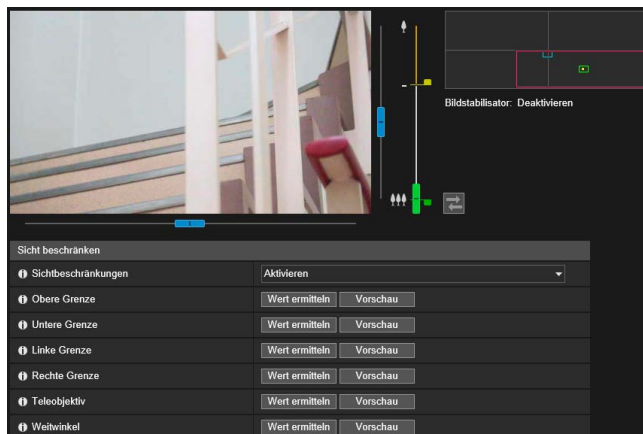 Bildstabilisator: Deaktivieren
Sicht beschränken
Sichtbeschränkungen Aktivieren
Obere Grenze Wert ermitteln Vorschau
Untere Grenze Wert ermitteln Vorschau
Linke Grenze Wert ermitteln Vorschau
Rechte Grenze Wert ermitteln Vorschau
Teleobjektiv Wert ermitteln Vorschau
Weitwinkel Wert ermitteln Vorschau